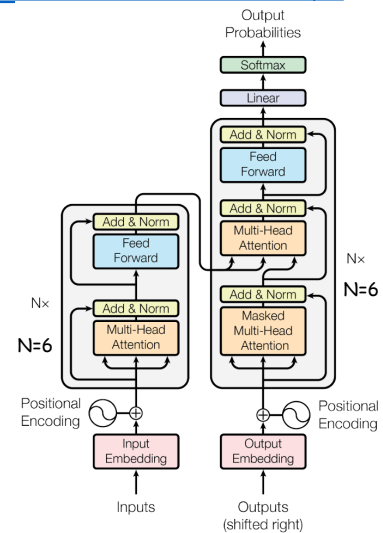 Output
Probabilities
Softmax
Linear
Add & Norm
Feed
Forward
Add & Norm
Multi-Head
Attention
Nx
N=6
Add & Norm
Masked
Multi-Head
Attention
Add & Norm
Feed
Forward
Nx
N=6
Add & Norm
Multi-Head
Attention
Positional
Encoding
Positional
Encoding
Input
Embedding
Output
Embedding
Inputs
Outputs
(shifted right)